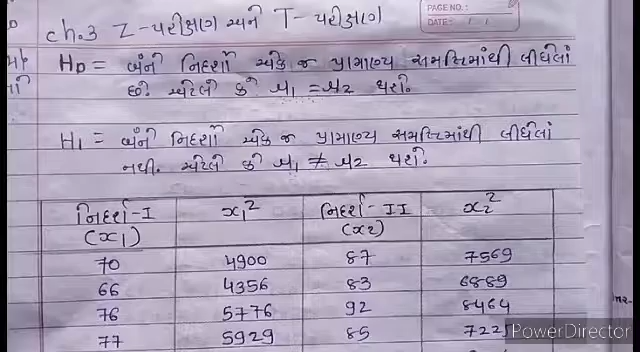 PAGE NO.:
DATE: / /
ch.3 Z-પરીક્ષણ અને T-પરીક્ષણ
H0 = બંને નિદર્શો એક જ પ્રામાણ્ય સમષ્ટિમાંથી લીધેલાં
છે. એટલે કે μ1 = μ2 થશે.
H1 = બંને નિદર્શો એક જ પ્રામાણ્ય સમષ્ટિમાંથી લીધેલાં
નથી. એટલે કે μ1 ≠ μ2 થશે.
નિદર્શ-I (x1) x1² નિદર્શ-II (x2) x2²
70 4900 87 7569
66 4356 83 6889
76 5776 92 8464
77 5929 85 7225
PowerDirector